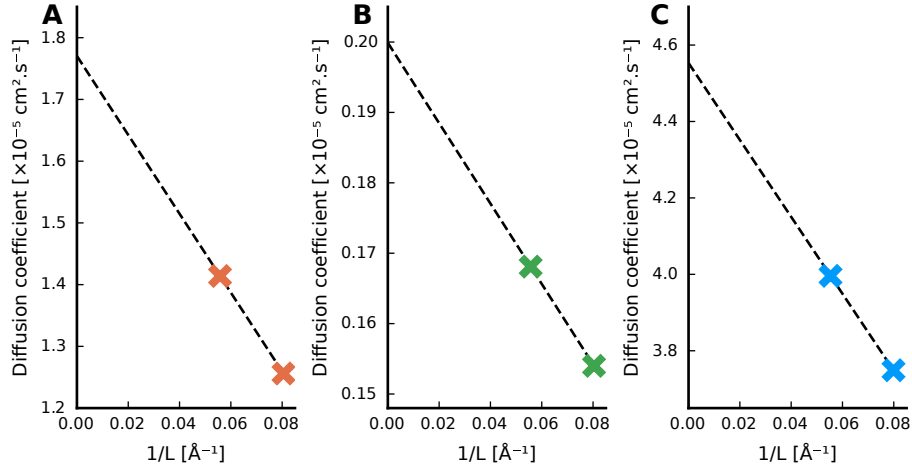 A
Diffusion coefficient [×10⁻⁵ cm².s⁻¹]
1.8
1.7
1.6
1.5
1.4
1.3
1.2
0.00 0.02 0.04 0.06 0.08
1/L [Å⁻¹]
B
Diffusion coefficient [×10⁻⁵ cm².s⁻¹]
0.20
0.19
0.18
0.17
0.16
0.15
0.00 0.02 0.04 0.06 0.08
1/L [Å⁻¹]
C
Diffusion coefficient [×10⁻⁵ cm².s⁻¹]
4.6
4.4
4.2
4.0
3.8
0.00 0.02 0.04 0.06 0.08
1/L [Å⁻¹]